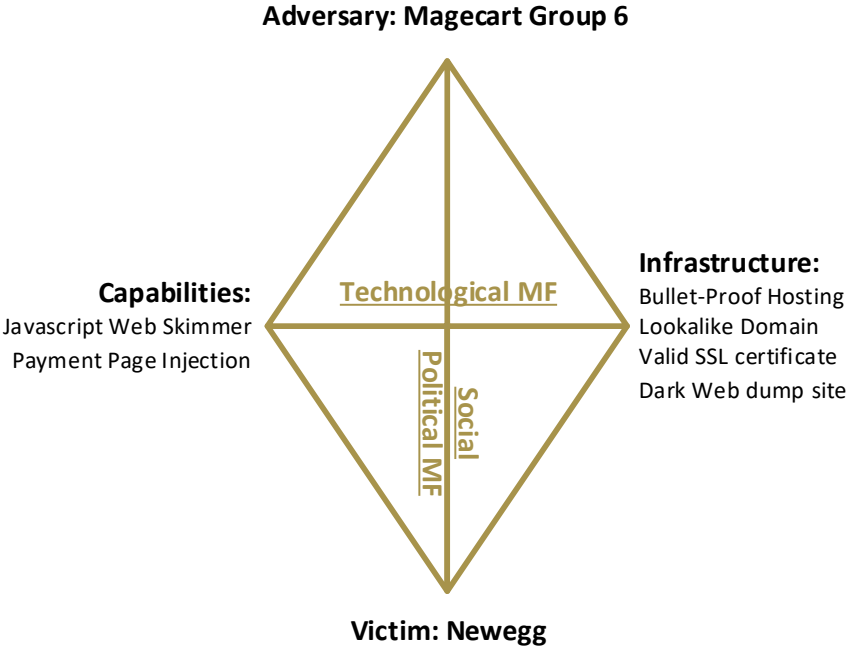 Adversary: Magecart Group 6
Capabilities:
Javascript Web Skimmer
Payment Page Injection
Technological MF
Infrastructure:
Bullet-Proof Hosting
Lookalike Domain
Valid SSL certificate
Dark Web dump site
Social
Political MF
Victim: Newegg